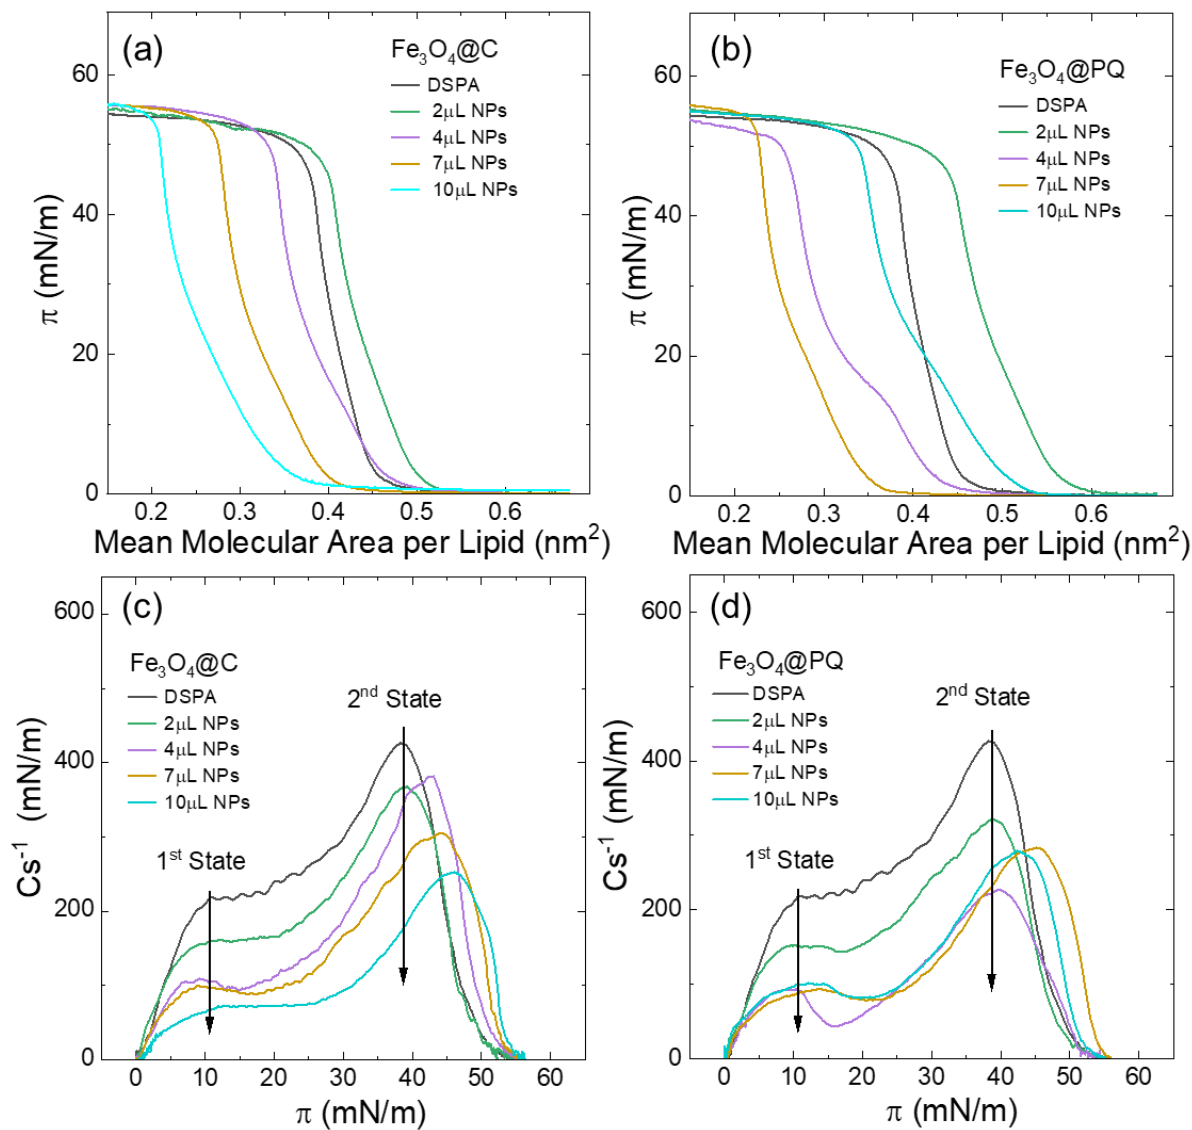 (a)
Fe₃O₄@C
DSPA
2μL NPs
4μL NPs
7μL NPs
10μL NPs
π (mN/m)
60
40
20
0
0.2 0.3 0.4 0.5 0.6
Mean Molecular Area per Lipid (nm²)
(b)
Fe₃O₄@PQ
DSPA
2μL NPs
4μL NPs
7μL NPs
10μL NPs
π (mN/m)
60
40
20
0
0.2 0.3 0.4 0.5 0.6
Mean Molecular Area per Lipid (nm²)
(c)
Fe₃O₄@C
DSPA
2μL NPs
4μL NPs
7μL NPs
10μL NPs
2ⁿᵈ State
1ˢᵗ State
Cs⁻¹ (mN/m)
600
400
200
0
0 10 20 30 40 50 60
π (mN/m)
(d)
Fe₃O₄@PQ
DSPA
2μL NPs
4μL NPs
7μL NPs
10μL NPs
2ⁿᵈ State
1ˢᵗ State
Cs⁻¹ (mN/m)
600
400
200
0
0 10 20 30 40 50 60
π (mN/m)